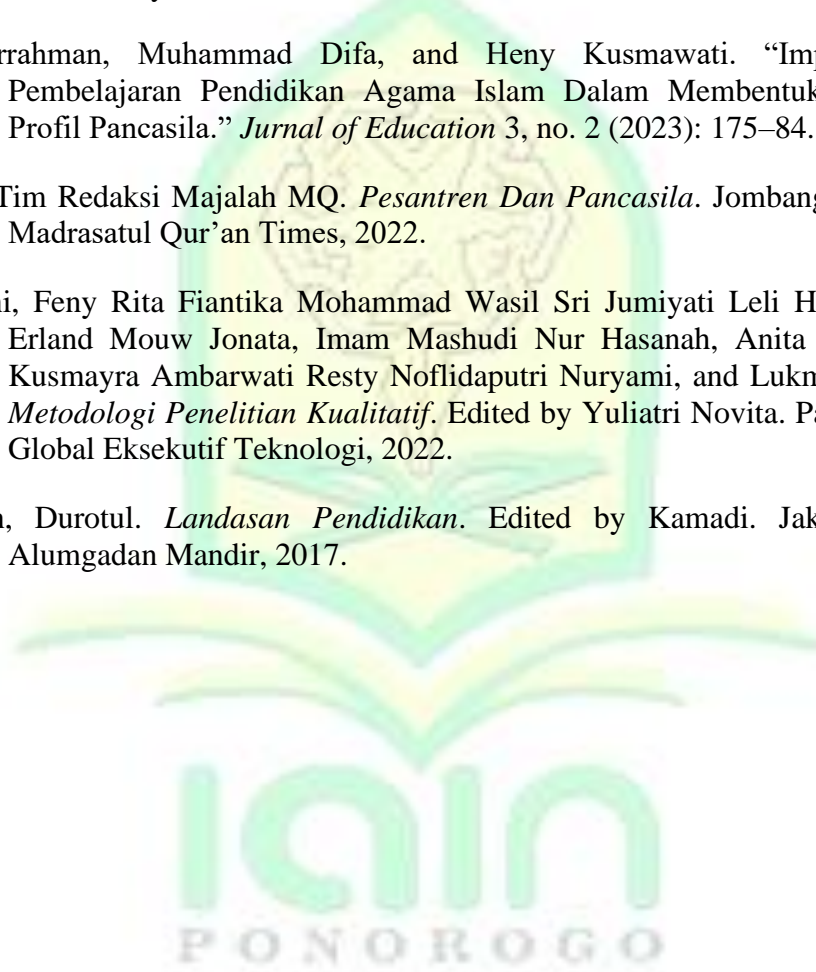 rrahman, Muhammad Difa, and Heny Kusmawati. “Imp
Pembelajaran Pendidikan Agama Islam Dalam Membentuk
Profil Pancasila.” Jurnal of Education 3, no. 2 (2023): 175–84.
Tim Redaksi Majalah MQ. Pesantren Dan Pancasila. Jombang
Madrasatul Qur’an Times, 2022.
ni, Feny Rita Fiantika Mohammad Wasil Sri Jumiyati Leli H
Erland Mouw Jonata, Imam Mashudi Nur Hasanah, Anita
Kusmayra Ambarwati Resty Noflidaputri Nuryami, and Lukm
Metodologi Penelitian Kualitatif. Edited by Yuliatri Novita. Pa
Global Eksekutif Teknologi, 2022.
n, Durotul. Landasan Pendidikan. Edited by Kamadi. Jak
Alumgadan Mandir, 2017.
iain
PONOROGO